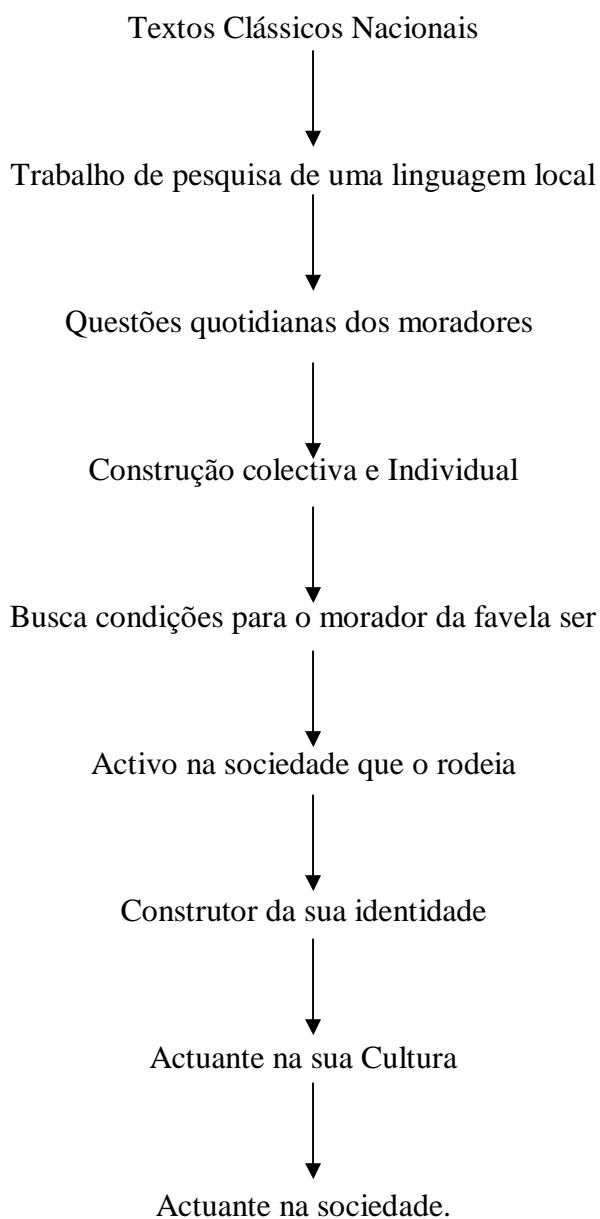 Textos Clássicos Nacionais
Trabalho de pesquisa de uma linguagem local
Questões quotidianas dos moradores
Construção colectiva e Individual
Busca condições para o morador da favela ser
Activo na sociedade que o rodeia
Construtor da sua identidade
Actuante na sua Cultura
Actuante na sociedade.